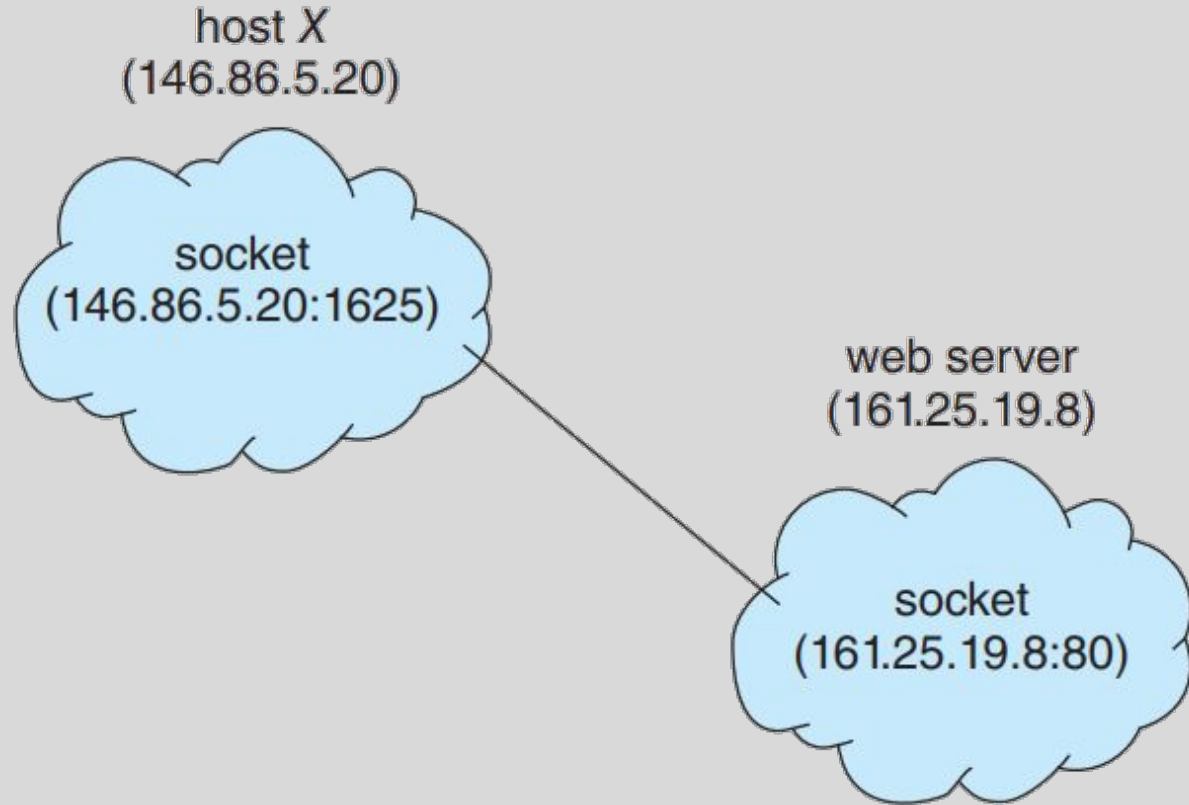 host X
(146.86.5.20)
socket
(146.86.5.20:1625)
web server
(161.25.19.8)
socket
(161.25.19.8:80)